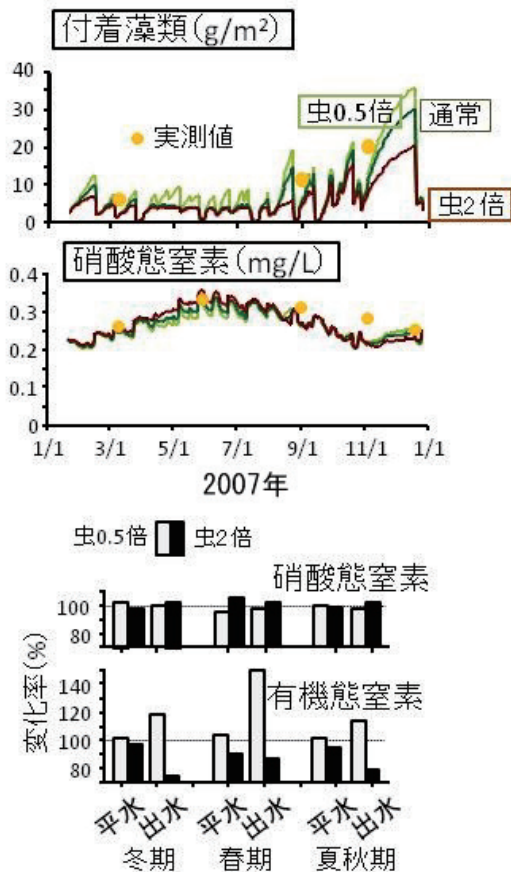 付着藻類(g/m²)
40
30
20
10
0
実測値
虫0.5倍
通常
虫2倍
硝酸態窒素(mg/L)
0.4
0.3
0.2
0.1
0
1/1 3/1 5/1 7/1 9/1 11/1 1/1
2007年
虫0.5倍 虫2倍
硝酸態窒素
100
80
変化率(%)
有機態窒素
140
120
100
80
平水 出水 平水 出水 平水 出水
冬期 春期 夏秋期